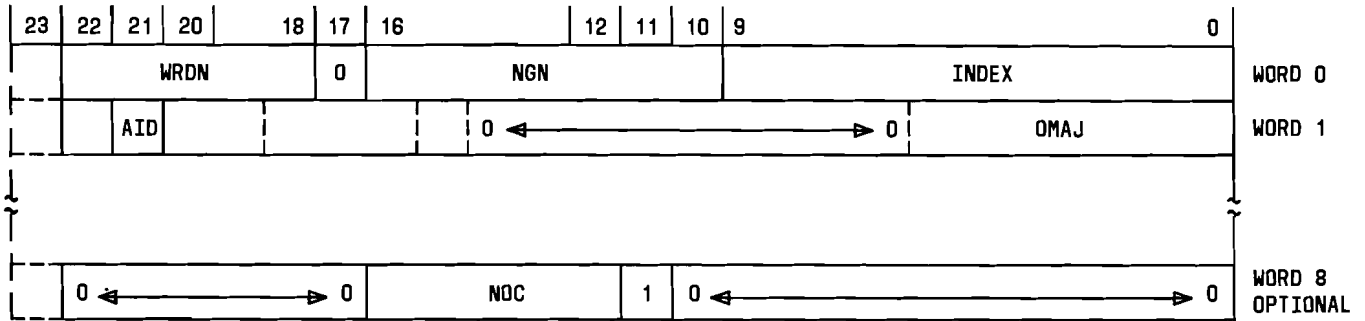 23 22 21 20 18 17 16 12 11 10 9 0
WRDN 0 NGN INDEX WORD 0
AID 0 0 OMAJ WORD 1
0 0 NOC 1 0 0 WORD 8
OPTIONAL